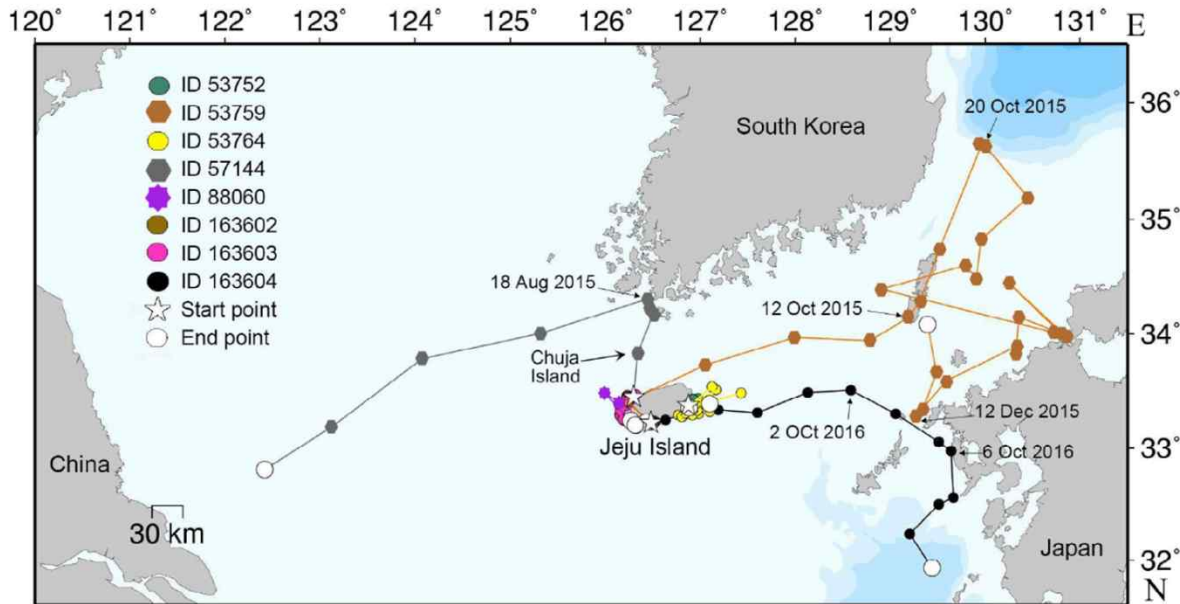 120° 121° 122° 123° 124° 125° 126° 127° 128° 129° 130° 131° E
ID 53752
ID 53759
ID 53764
ID 57144
ID 88060
ID 163602
ID 163603
ID 163604
Start point
End point
South Korea
20 Oct 2015
36°
35°
18 Aug 2015
12 Oct 2015
34°
Chuja
Island
12 Dec 2015
Jeju Island
2 OCt 2016
6 Oct 2016
33°
China
30 km
Japan
32°
N